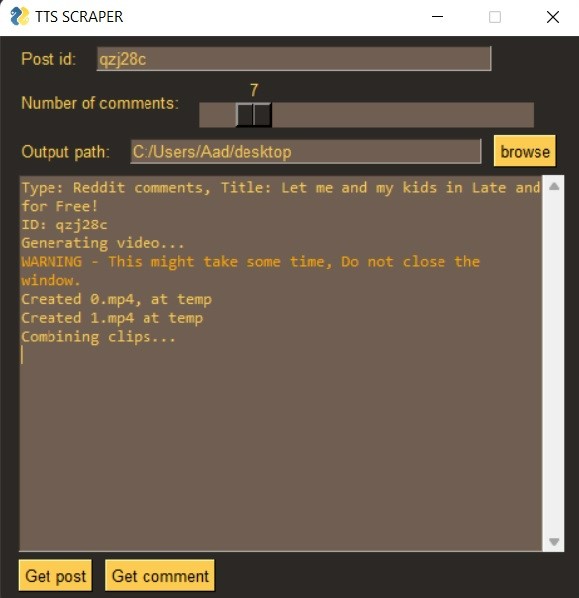 TTS SCRAPER
Post id: qzj28c
7
Number of comments:
Output path: C:/Users/Aad/desktop browse
Type: Reddit comments, Title: Let me and my kids in Late and
for Free!
ID: qzj28c
Generating video...
WARNING - This might take some time, Do not close the
window.
Created 0.mp4, at temp
Created 1.mp4 at temp
Combining clips...
Get post Get comment